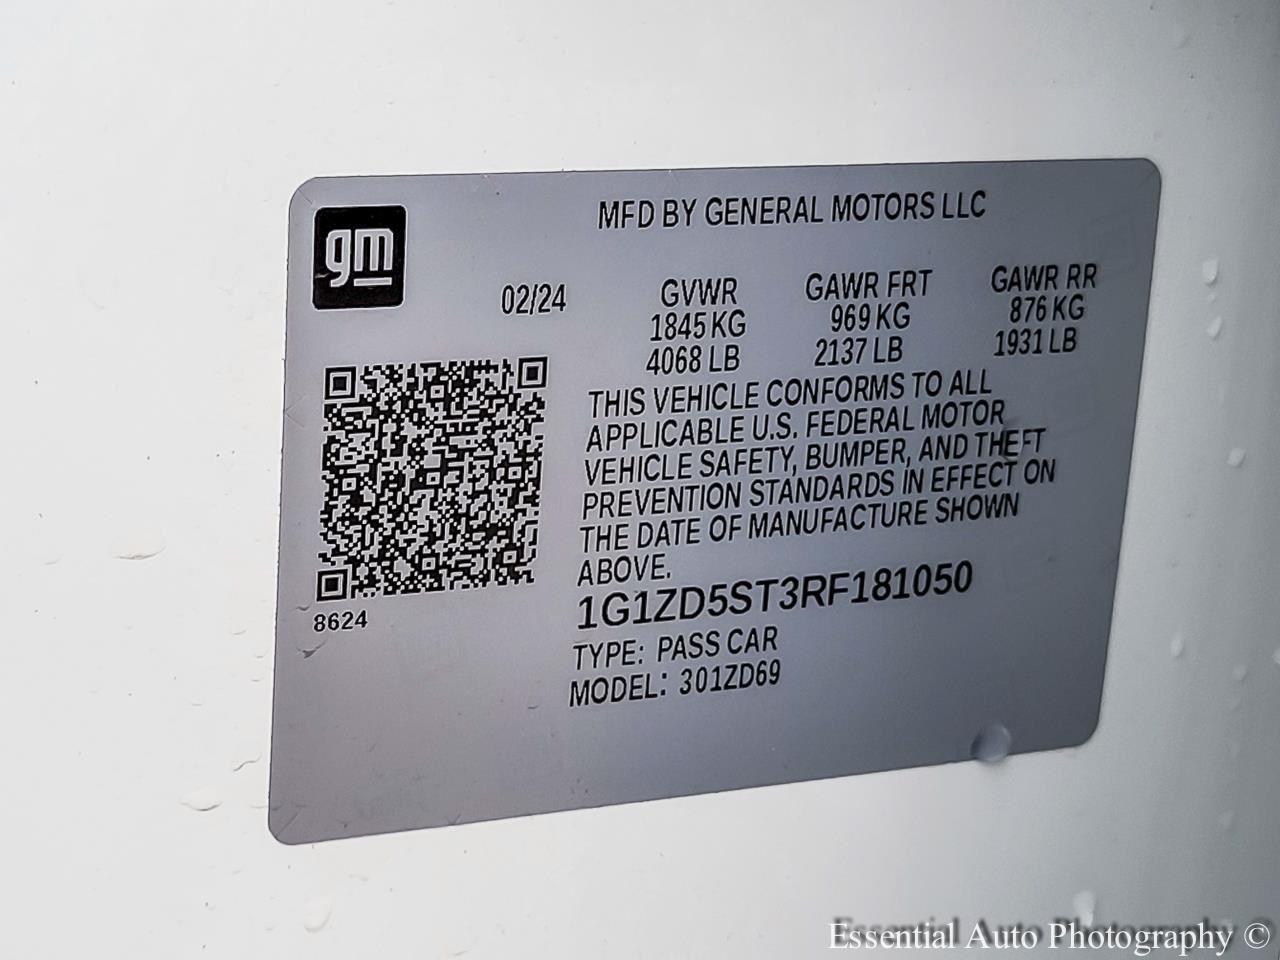 gm
MFD BY GENERAL MOTORS LLC
02/24
GVWR
1845 KG
4068 LB
GAWR FRT
969 KG
2137 LB
GAWR RR
876 KG
1931 LB
THIS VEHICLE CONFORMS TO ALL
APPLICABLE U.S. FEDERAL MOTOR
VEHICLE SAFETY, BUMPER, AND THEFT
PREVENTION STANDARDS IN EFFECT ON
THE DATE OF MANUFACTURE SHOWN
ABOVE.
1G1ZD5ST3RF181050
TYPE: PASS CAR
MODEL: 301ZD69
8624
Essential Auto Photography ©